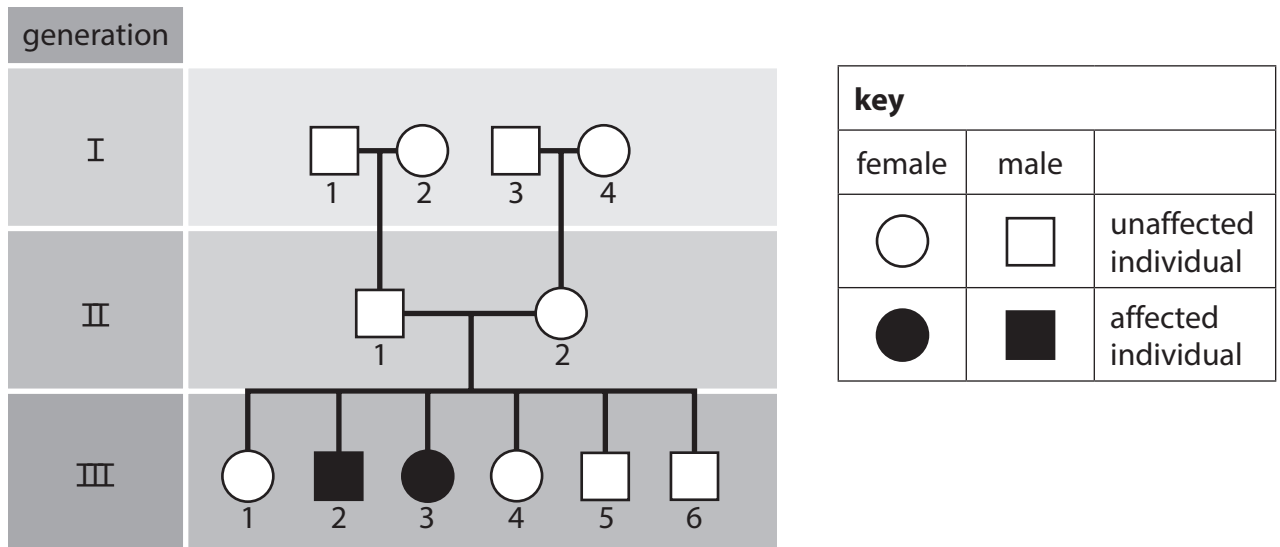 generation
I
1 2 3 4
II
1 2
III
1 2 3 4 5 6
key
female male
unaffected
individual
affected
individual